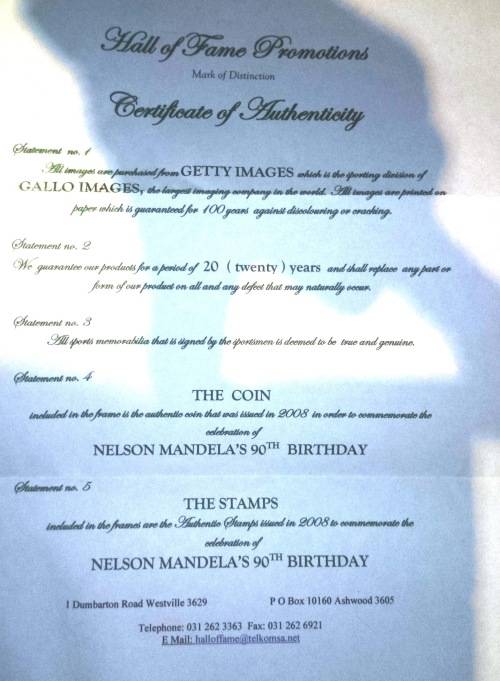 Hall of Fame Promotions
Mark of Distinction
Certificate of Authenticity
Statement no. 1
All images are purchased from GETTY IMAGES which is the sporting division of
GALLO IMAGES, the largest imaging company in the world. All images are printed on
paper which is guaranteed for 100 years against discolouring or cracking.
Statement no. 2
We guarantee our products for a period of 20 ( twenty ) years and shall replace any part or
form of our product on all and any defect that may naturally occur.
Statement no. 3
All sports memorabilia that is signed by the sportsmen is deemed to be true and genuine.
Statement no. 4
THE COIN
included in the frame is the authentic coin that was issued in 2008 in order to commemorate the
celebration of
NELSON MANDELA'S 90TH BIRTHDAY
Statement no. 5
THE STAMPS
included in the frames are the Authentic Stamps issued in 2008 to commemorate the
celebration of
NELSON MANDELA'S 90TH BIRTHDAY
1 Dumbarton Road Westville 3629 P O Box 10160 Ashwood 3605
Telephone: 031 262 3363 Fax: 031 262 6921
E Mail: halloffame@telkomsa.net